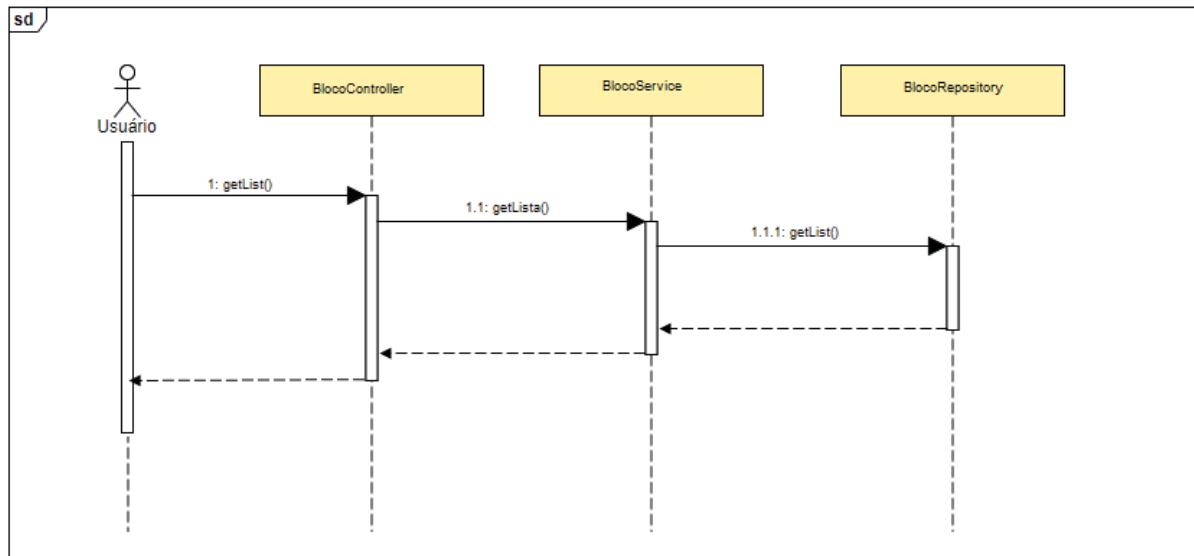 sd
BlocoController
BlocoService
BlocoRepository
Usuário
1: getList()
1.1: getLista()
1.1.1: getList()